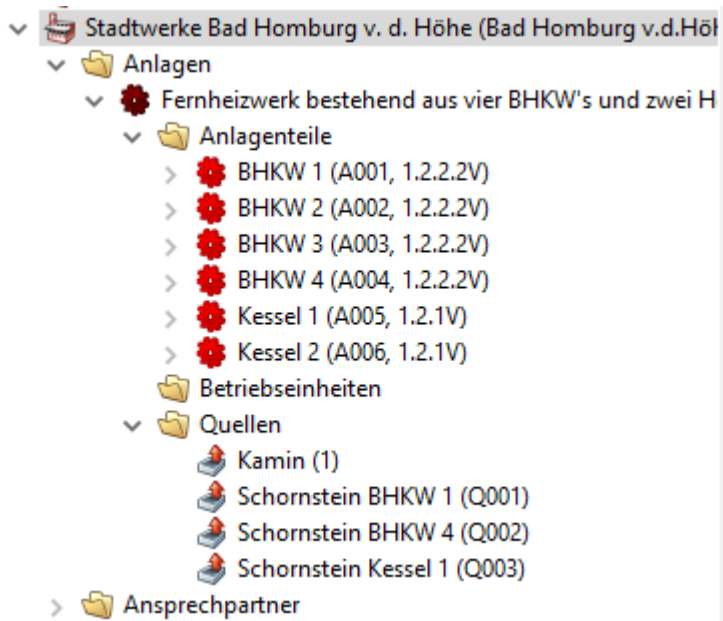 Stadtwerke Bad Homburg v. d. Höhe (Bad Homburg v.d.Höh
Anlagen
Fernheizwerk bestehend aus vier BHKW's und zwei H
Anlagenteile
BHKW 1 (A001, 1.2.2.2V)
BHKW 2 (A002, 1.2.2.2V)
BHKW 3 (A003, 1.2.2.2V)
BHKW 4 (A004, 1.2.2.2V)
Kessel 1 (A005, 1.2.1V)
Kessel 2 (A006, 1.2.1V)
Betriebseinheiten
Quellen
Kamin (1)
Schornstein BHKW 1 (Q001)
Schornstein BHKW 4 (Q002)
Schornstein Kessel 1 (Q003)
Ansprechpartner